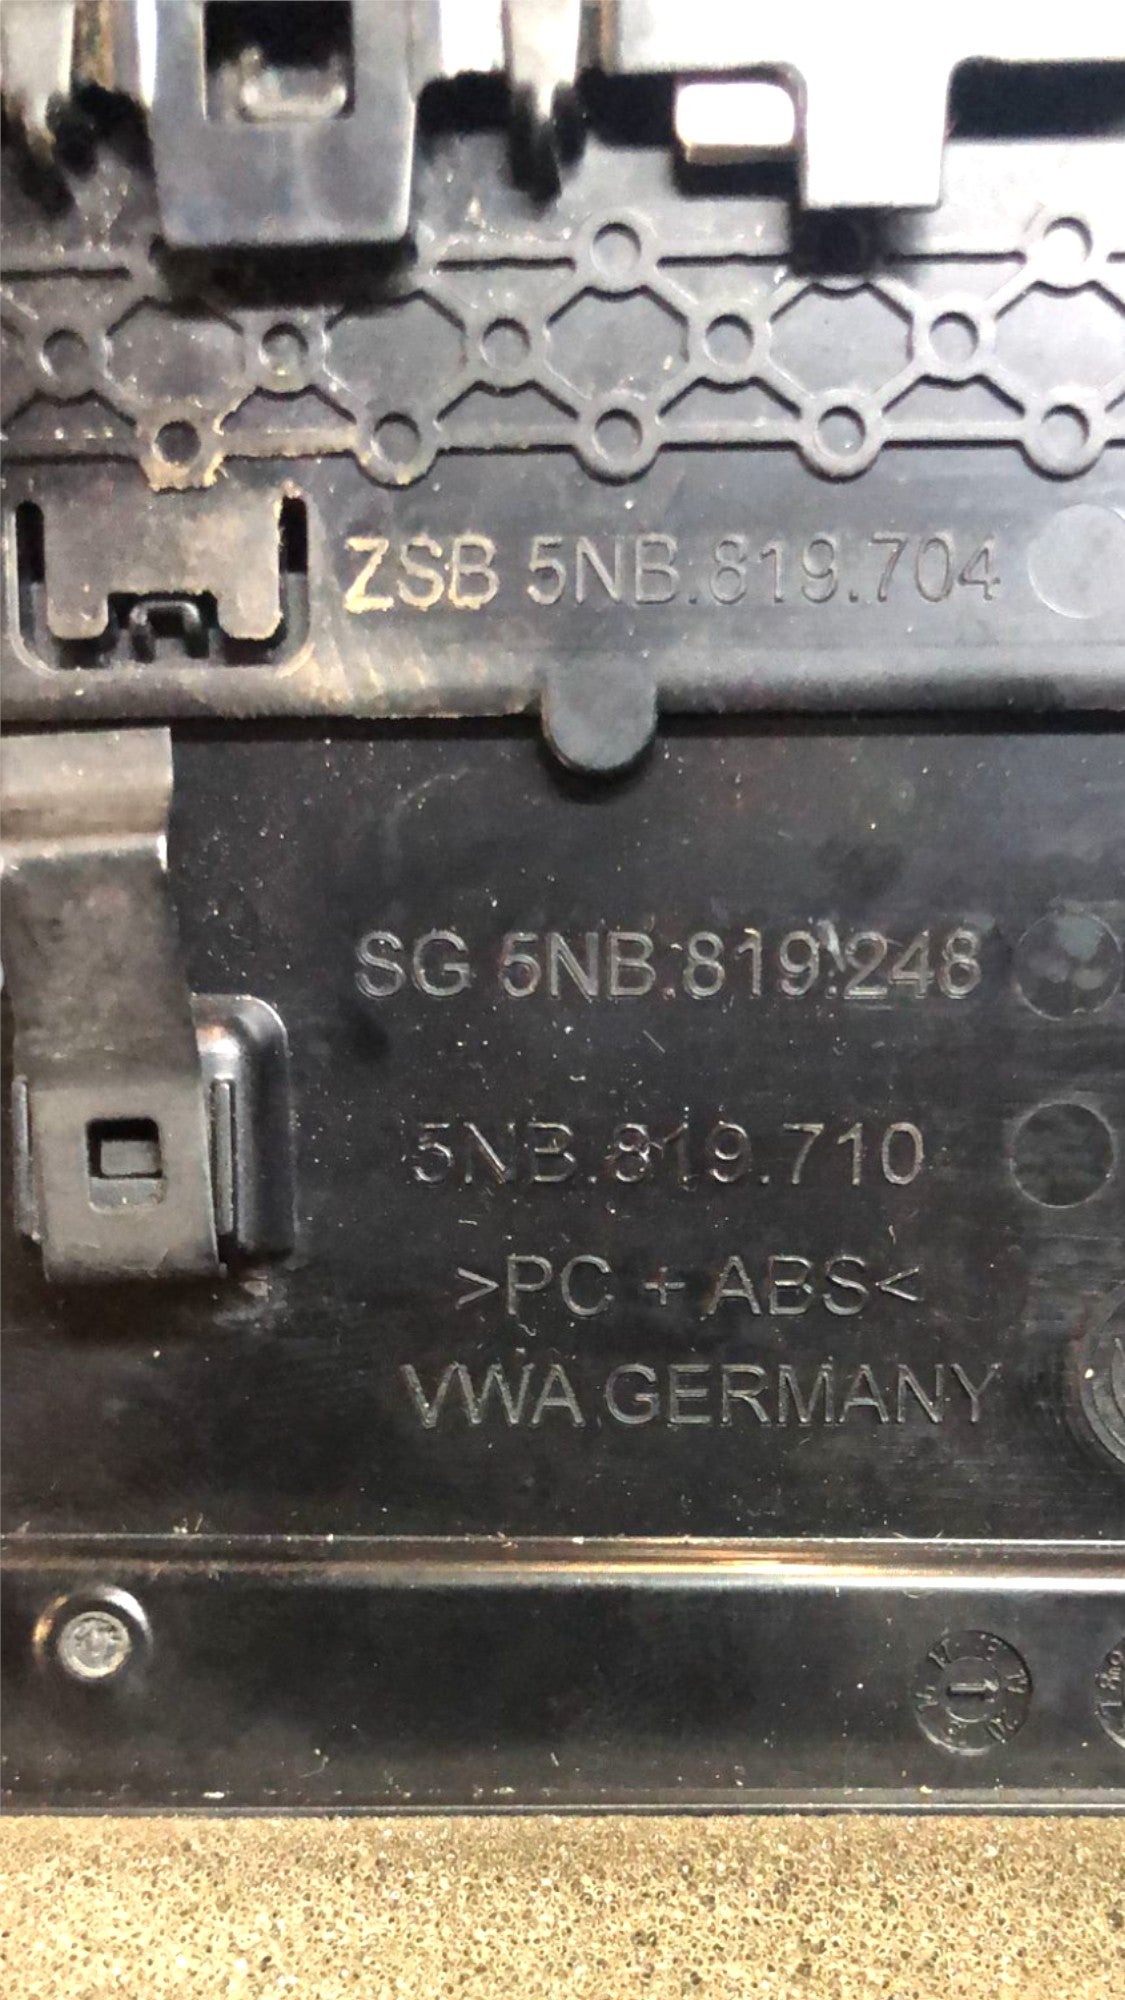 ZSB 5NB.819.704
SG 5NB.819.248
5NB.819.710
>PC + ABS<
VWA GERMANY